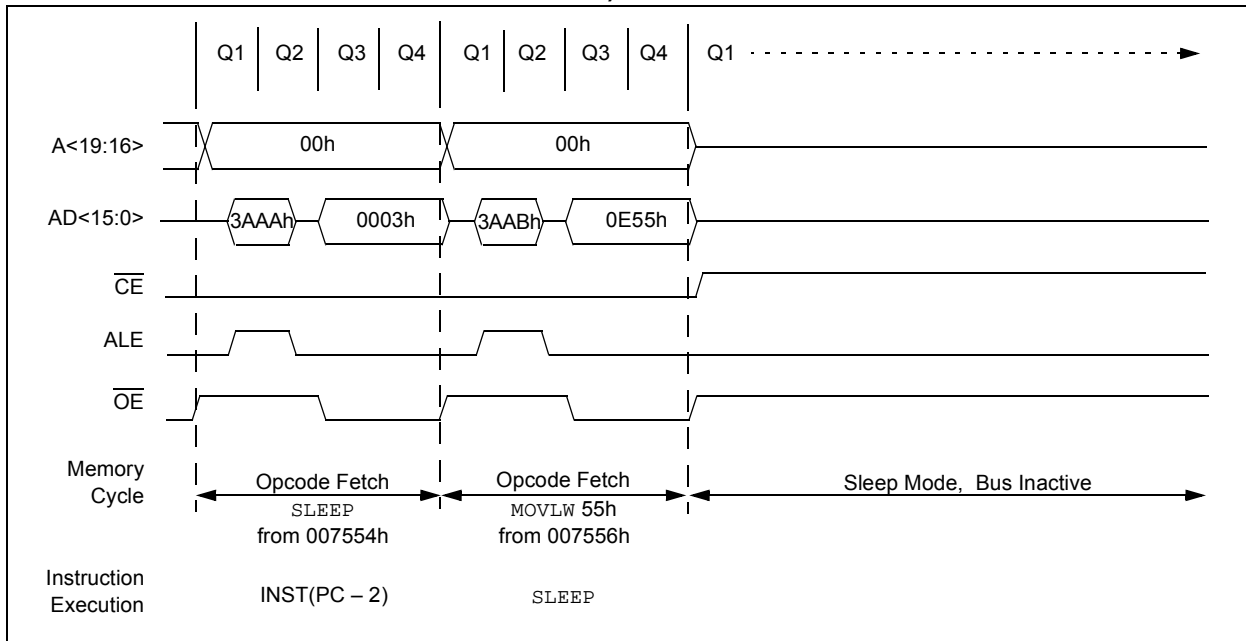 Q1 Q2 Q3 Q4 Q1 Q2 Q3 Q4 Q1
A<19:16> 00h 00h
AD<15:0> 3AAAh 0003h 3AABh 0E55h
CE
ALE
OE
Memory Cycle
Opcode Fetch
SLEEP
from 007554h
Opcode Fetch
MOVLW 55h
from 007556h
Sleep Mode, Bus Inactive
Instruction Execution
INST(PC – 2)
SLEEP